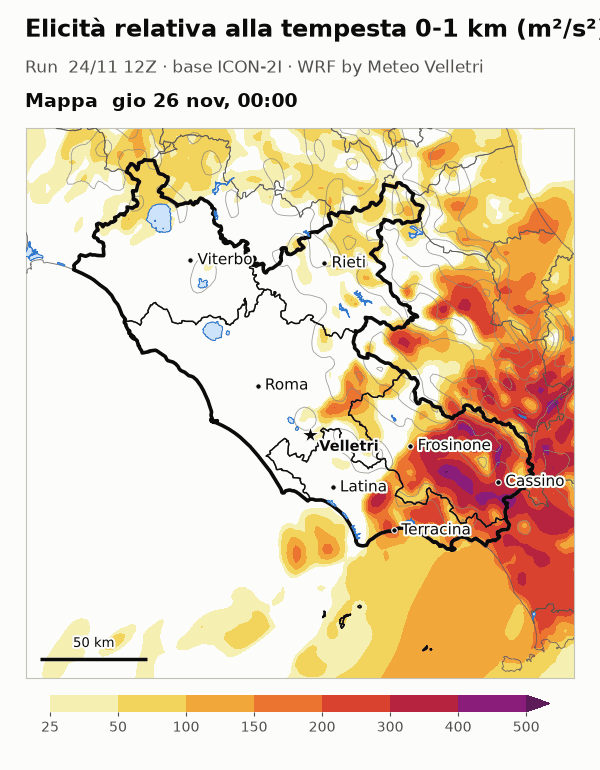 Elicità relativa alla tempesta 0-1 km (m²/s²)
Run  24/11 12Z · base ICON-2I · WRF by Meteo Velletri
Mappa  gio 26 nov, 00:00
Viterbo
Rieti
Roma
Velletri
Frosinone
Cassino
Latina
Terracina
50 km
25 50 100 150 200 300 400 500